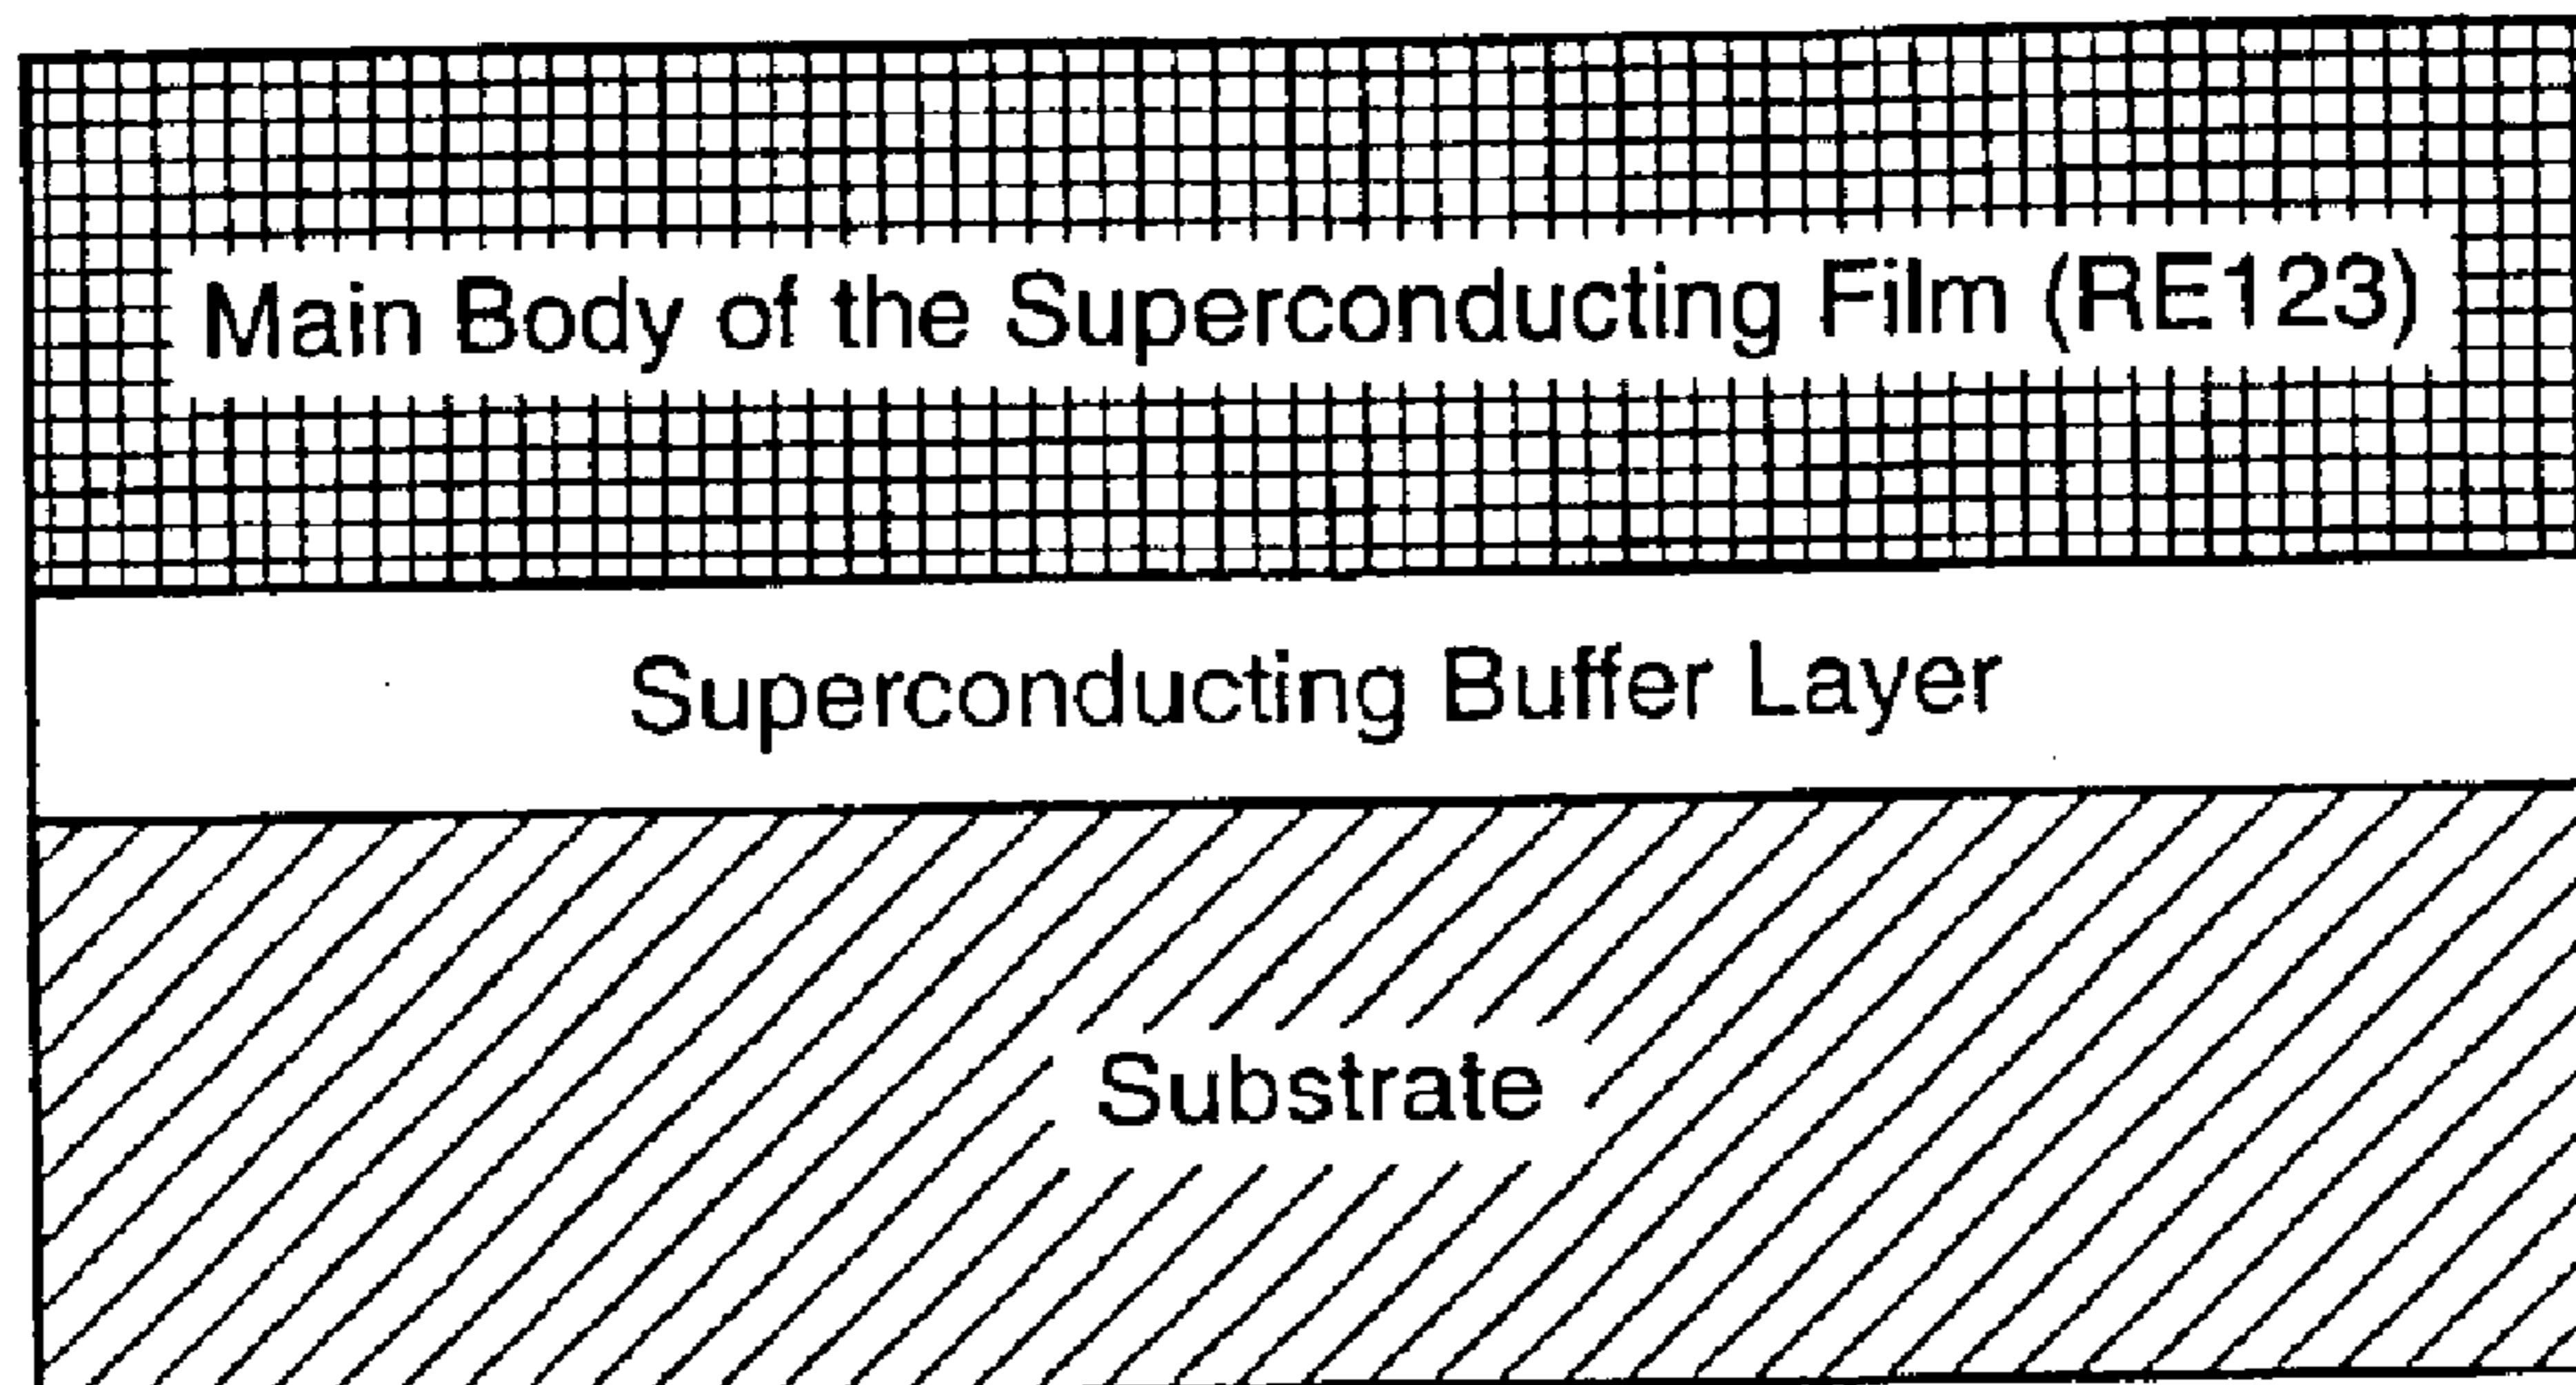 Main Body of the Superconducting Film (RE123)
Superconducting Buffer Layer
Substrate